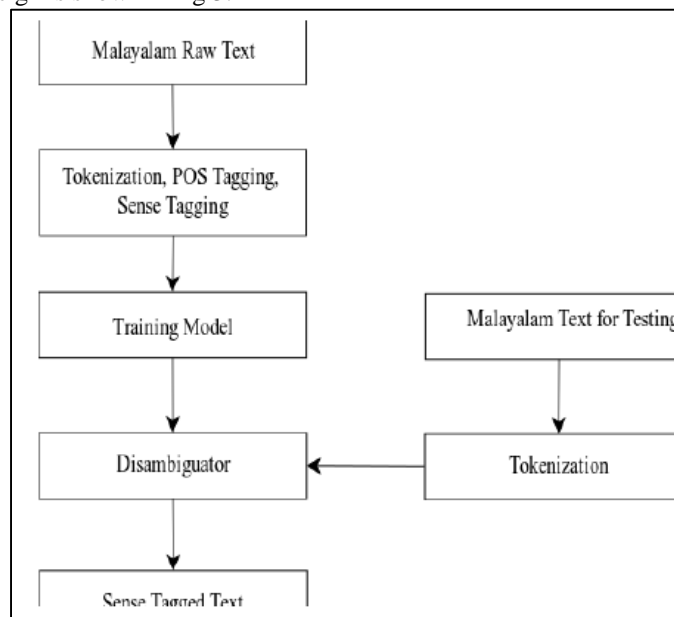 Malayalam Raw Text
Tokenization, POS Tagging,
Sense Tagging
Training Model
Malayalam Text for Testing
Disambiguator
Tokenization
Sense Tagged Text